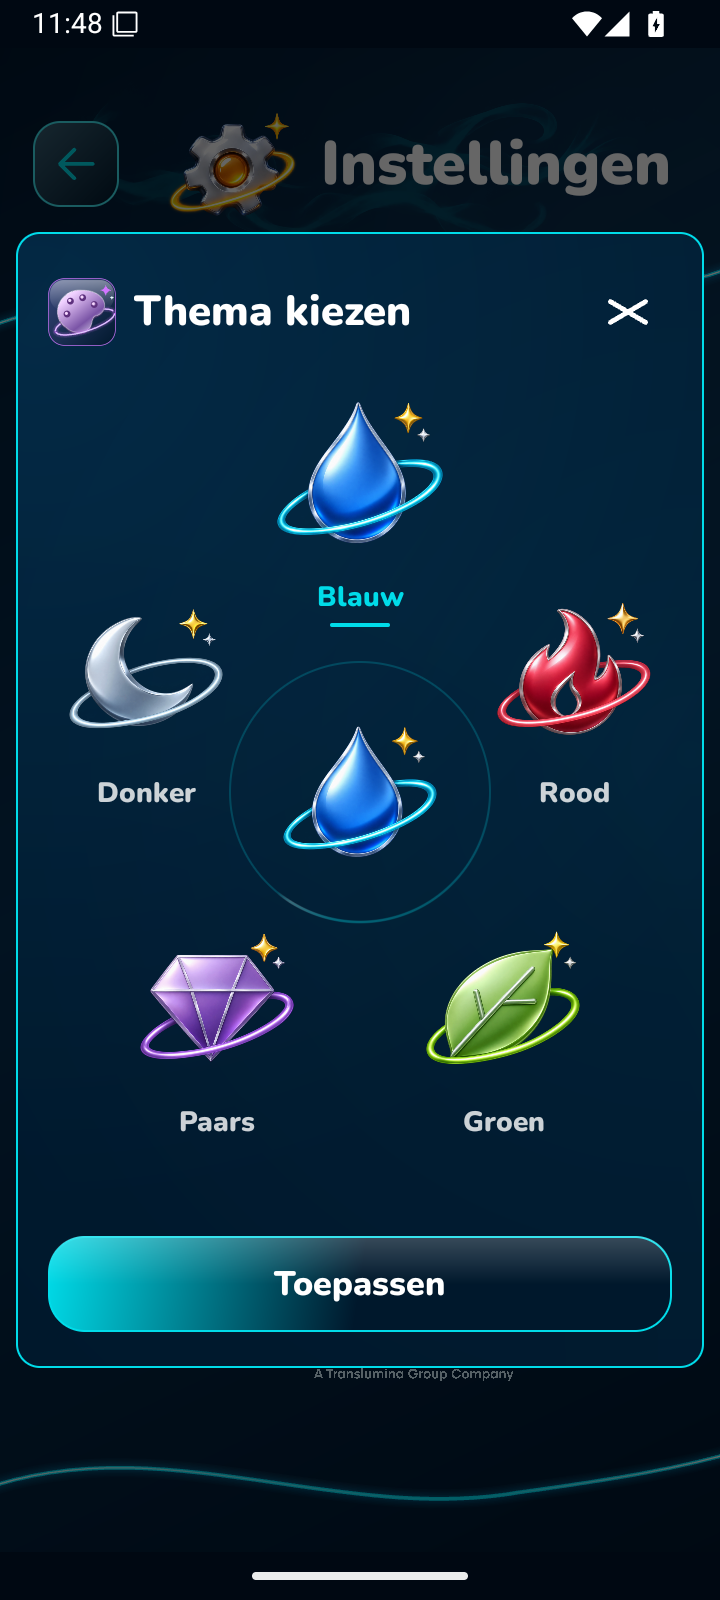 11:48
Instellingen
Thema kiezen
Blauw
Donker
Rood
Paars
Groen
Toepassen
A Translumina Group Company